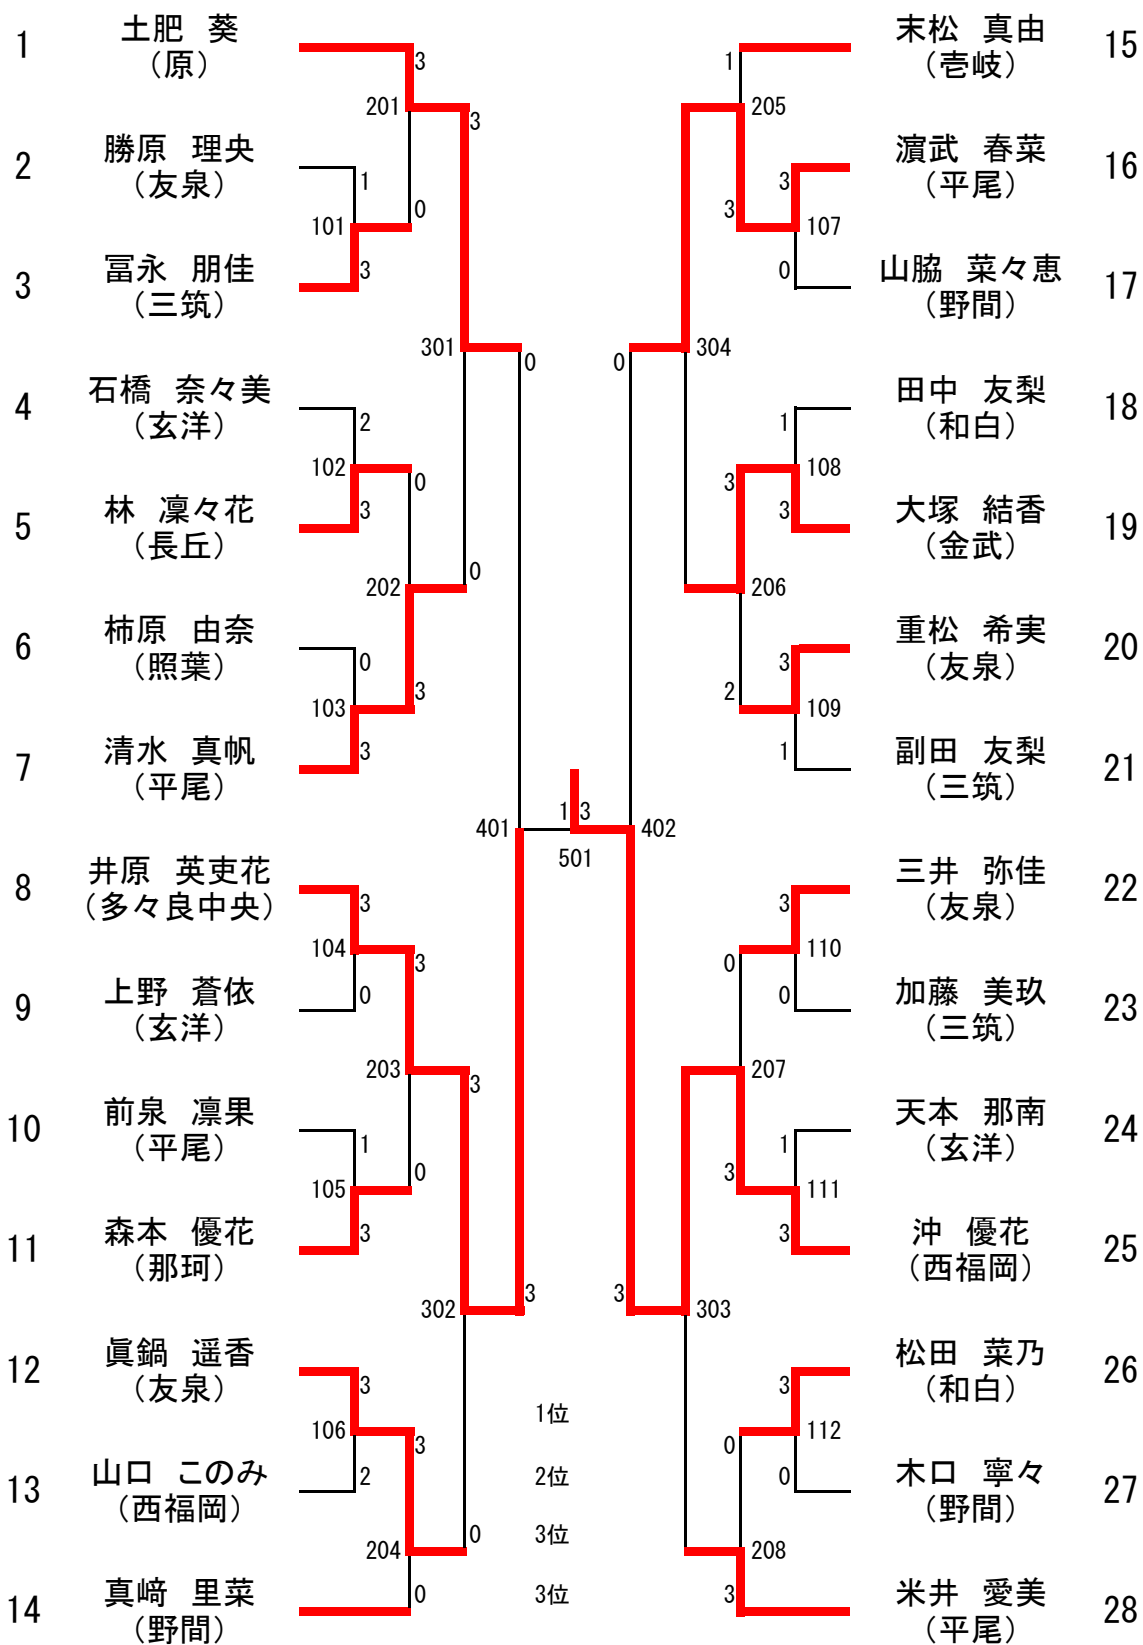 1 土肥 葵
(原)
2 勝原 理央
(友泉)
3 冨永 朋佳
(三筑)
4 石橋 奈々美
(玄洋)
5 林 凜々花
(長丘)
6 柿原 由奈
(照葉)
7 清水 真帆
(平尾)
8 井原 英吏花
(多々良中央)
9 上野 蒼依
(玄洋)
10 前泉 凛果
(平尾)
11 森本 優花
(那珂)
12 眞鍋 遥香
(友泉)
13 山口 このみ
(西福岡)
14 真﨑 里菜
(野間)
3
201
3
1
0
101
3
301
0
2
102
0
3
0
202
0
103
3
3
401
3
104
3
0
203
3
1
0
105
3
302
3
3
106
3
2
0
204
0
1 3
501
1位
2位
3位
3位
1
205
3
3
107
0
0
304
1
3
108
3
206
3
2
109
1
402
3
0
110
0
207
1
3
111
3
3
303
3
0
112
0
208
3
末松 真由 15
(壱岐)
濵武 春菜 16
(平尾)
山脇 菜々恵 17
(野間)
田中 友梨 18
(和白)
大塚 結香 19
(金武)
重松 希実 20
(友泉)
副田 友梨 21
(三筑)
三井 弥佳 22
(友泉)
加藤 美玖 23
(三筑)
天本 那南 24
(玄洋)
沖 優花 25
(西福岡)
松田 菜乃 26
(和白)
木口 寧々 27
(野間)
米井 愛美 28
(平尾)